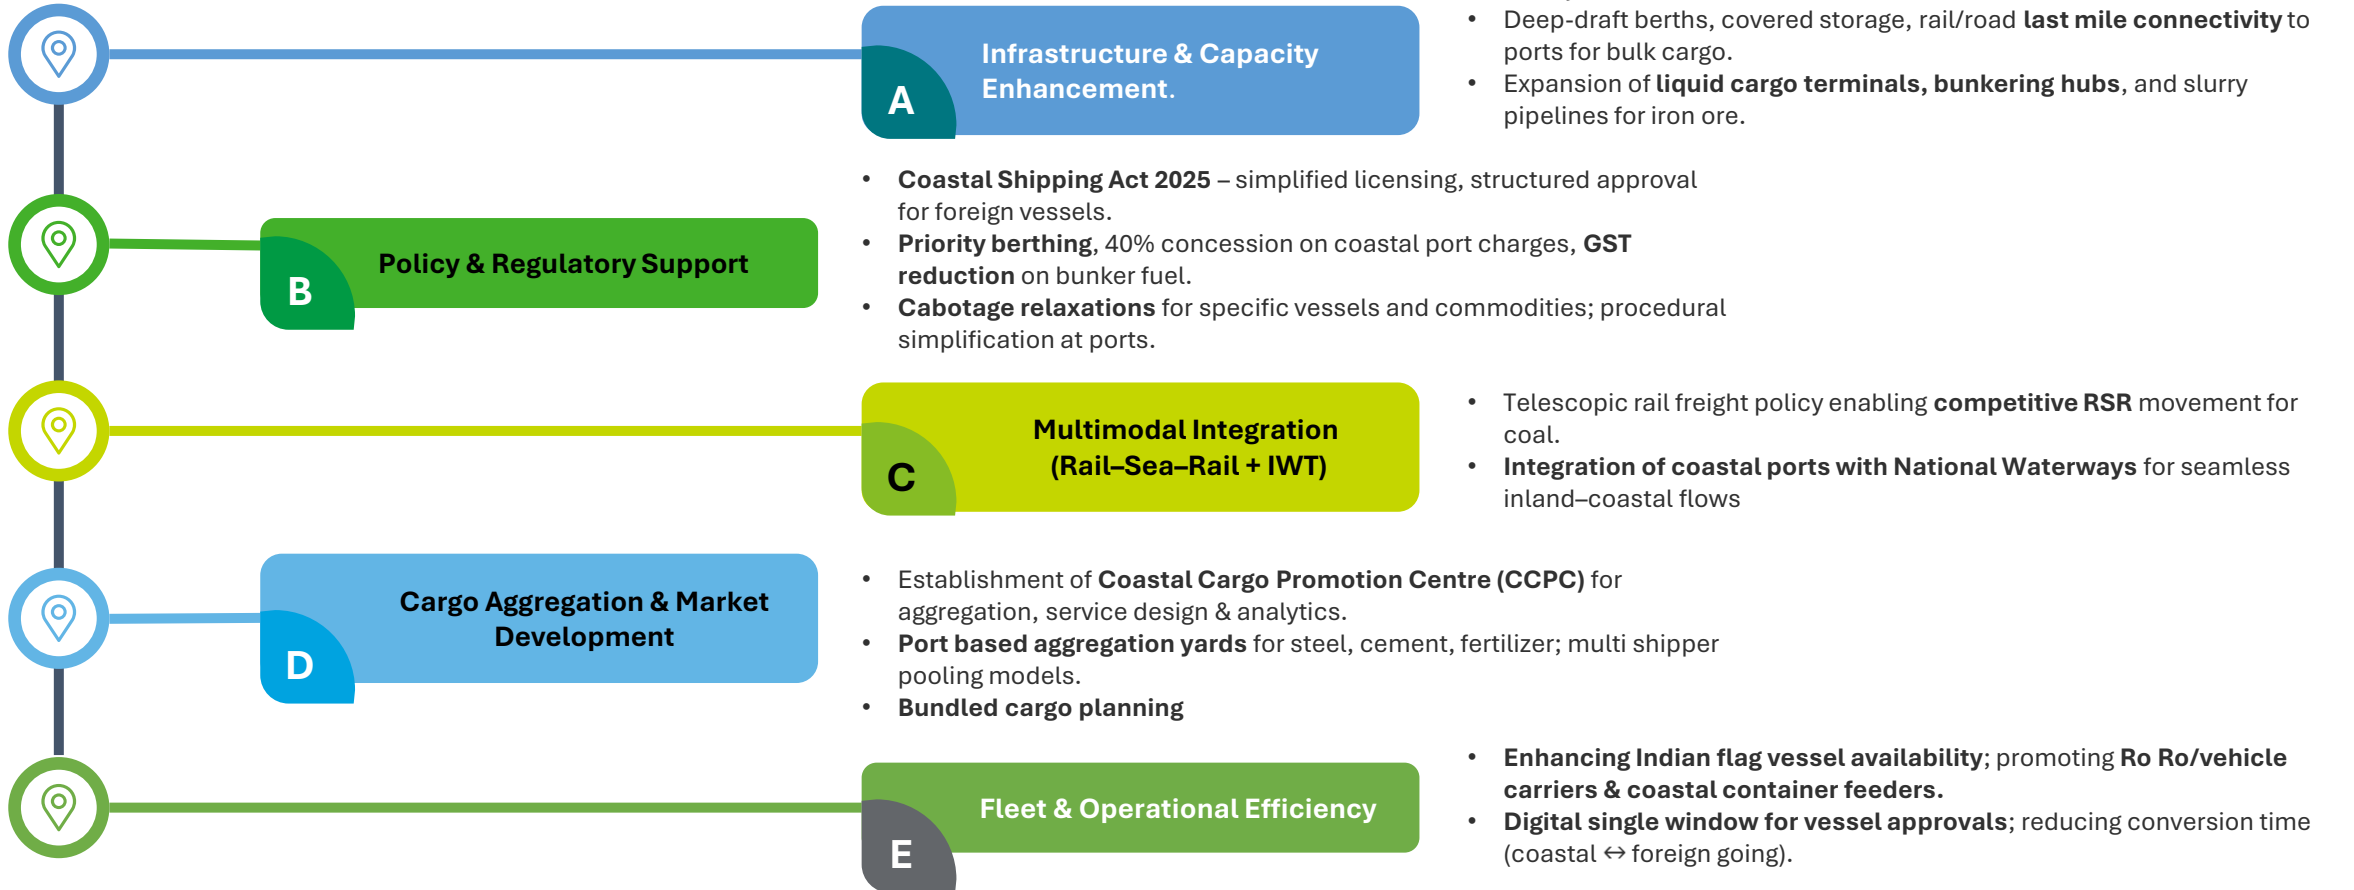 Infrastructure & Capacity
Enhancement.
A
• Deep-draft berths, covered storage, rail/road last mile connectivity to
ports for bulk cargo.
• Expansion of liquid cargo terminals, bunkering hubs, and slurry
pipelines for iron ore.
Policy & Regulatory Support
B
• Coastal Shipping Act 2025 – simplified licensing, structured approval
for foreign vessels.
• Priority berthing, 40% concession on coastal port charges, GST
reduction on bunker fuel.
• Cabotage relaxations for specific vessels and commodities; procedural
simplification at ports.
Multimodal Integration
(Rail–Sea–Rail + IWT)
C
• Telescopic rail freight policy enabling competitive RSR movement for
coal.
• Integration of coastal ports with National Waterways for seamless
inland–coastal flows
Cargo Aggregation & Market
Development
D
• Establishment of Coastal Cargo Promotion Centre (CCPC) for
aggregation, service design & analytics.
• Port based aggregation yards for steel, cement, fertilizer; multi shipper
pooling models.
• Bundled cargo planning
Fleet & Operational Efficiency
E
• Enhancing Indian flag vessel availability; promoting Ro Ro/vehicle
carriers & coastal container feeders.
• Digital single window for vessel approvals; reducing conversion time
(coastal ↔ foreign going).